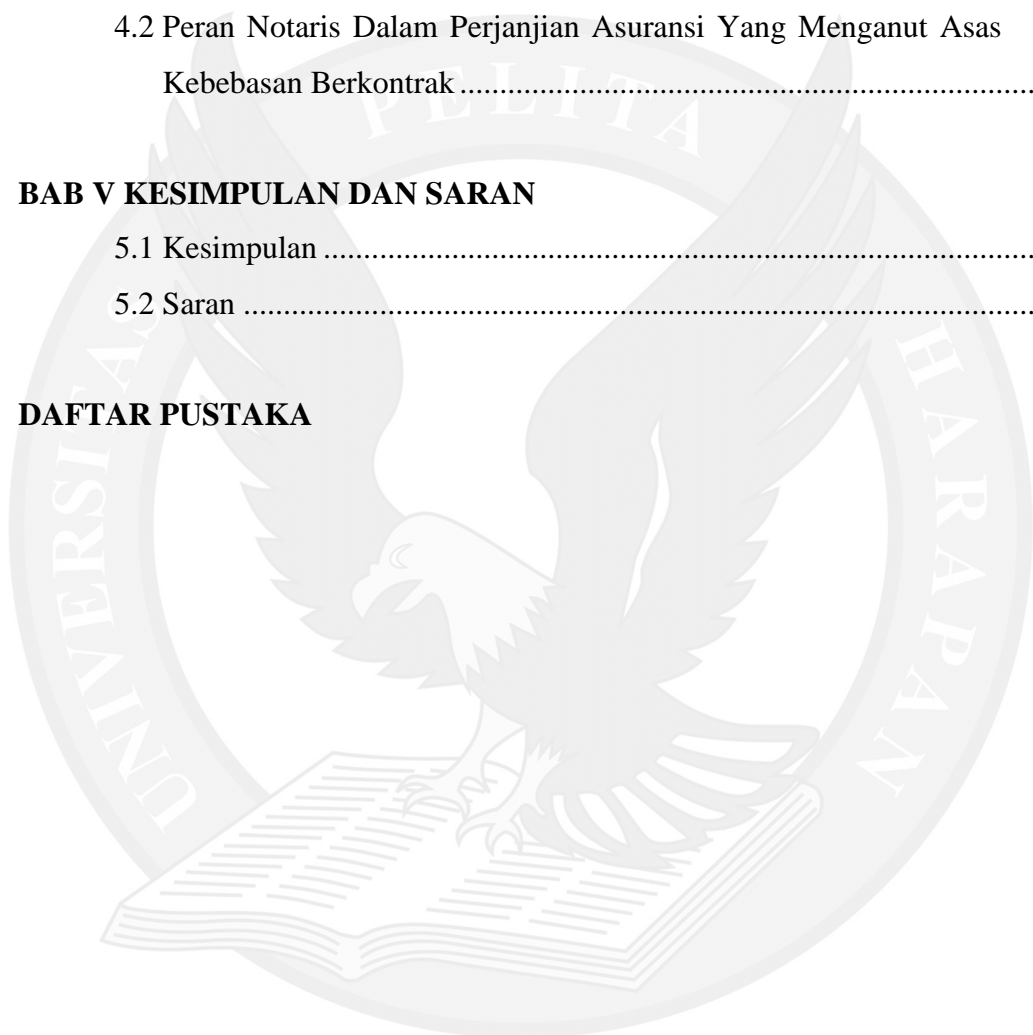 4.2 Peran Notaris Dalam Perjanjian Asuransi Yang Menganut Asas
Kebebasan Berkontrak ........................................................................
BAB V KESIMPULAN DAN SARAN
5.1 Kesimpulan ........................................................................................
5.2 Saran ..................................................................................................
DAFTAR PUSTAKA
UNIVERSITAS PELITA HARAPAN